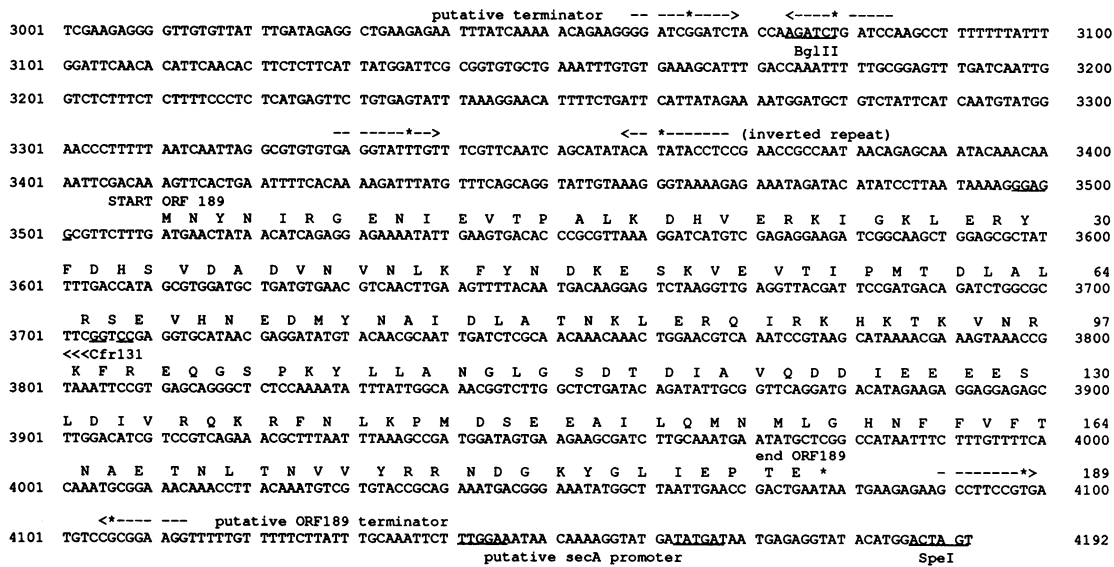 putative terminator -- --*----> <----*- -----
3001 TCGAAGAGGG GTTGTGTTAT TTGATAGAGG CTGAAGAGAA TTTATCAAAA ACAGAAGGGG ATCGGATCTA CCAAGATCTG ATCCAAGCCT TTTTTTATTT 3100
BglII
3101 GGATTCAACA CATTCAACAC TTCTCTTCAT TATGGATTCG CGGTGTGCTG AAATTTGTGT GAAAGCATTT GACCAAATTT TTGCGGAGTT TGATCAATTG 3200
3201 GTCTCTTTCT CTTTTCCCTC TCATGAGTTC TGTGAGTATT TAAAGGAACA TTTTCTGATT CATTATAGAA AATGGATGCT GTCTATTCAT CAATGTATGG 3300
-- -----*--> <-- *------- (inverted repeat)
3301 AACCCTTTTT AATCAATTAG GCGTGTGTGA GGTATTTGTT TCGTTCAATC AGCATATACA TATACCTCCG AACCGCCAAT AACAGAGCAA ATACAAACAA 3400
3401 AATTCGACAA AGTTCACTGA ATTTTCACAA AAGATTTATG TTTCAGCAGG TATTGTAAAG GGTAAAAGAG AAATAGATAC ATATCCTTAA TAAAAGGGAG 3500
START ORF 189
M N Y N I R G E N I E V T P A L K D H V E R K I G K L E R Y 30
3501 GCGTTCTTTG ATGAACTATA ACATCAGAGG AGAAAATATT GAAGTGACAC CCGCGTTAAA GGATCATGTC GAGAGGAAGA TCGGCAAGCT GGAGCGCTAT 3600
F D H S V D A D V N V N L K F Y N D K E S K V E V T I P M T D L A L 64
3601 TTTGACCATA GCGTGGATGC TGATGTGAAC GTCAACTTGA AGTTTTACAA TGACAAGGAG TCTAAGGTTG AGGTTACGAT TCCGATGACA GATCTGGCGC 3700
R S E V H N E D M Y N A I D L A T N K L E R Q I R K H K T K V N R 97
3701 TTCGGTCCGA GGTGCATAAC GAGGATATGT ACAACGCAAT TGATCTCGCA ACAAACAAAC TGGAACGTCA AATCCGTAAG CATAAAACGA AAGTAAACCG 3800
<<<Cfr131
K F R E Q G S P K Y L L A N G L G S D T D I A V Q D D I E E E E S 130
3801 TAAATTCCGT GAGCAGGGCT CTCCAAAATA TTTATTGGCA AACGGTCTTG GCTCTGATAC AGATATTGCG GTTCAGGATG ACATAGAAGA GGAGGAGAGC 3900
L D I V R Q K R F N L K P M D S E E A I L Q M N M L G H N F F V F T 164
3901 TTGGACATCG TCCGTCAGAA ACGCTTTAAT TTAAAGCCGA TGGATAGTGA AGAAGCGATC TTGCAAATGA ATATGCTCGG CCATAATTTC TTTGTTTTCA 4000
end ORF189
N A E T N L T N V V Y R R N D G K Y G L I E P T E * - -------*> 189
4001 CAAATGCGGA AACAAACCTT ACAAATGTCG TGTACCGCAG AAATGACGGG AAATATGGCT TAATTGAACC GACTGAATAA TGAAGAGAAG CCTTCCGTGA 4100
<*---- --- putative ORF189 terminator
4101 TGTCCGCGGA AGGTTTTTGT TTTTCTTATT TGCAAATTCT TTGGAAATAA CAAAAGGTAT GATATGATAA TGAGAGGTAT ACATGGACTA GT 4192
putative secA promoter SpeI